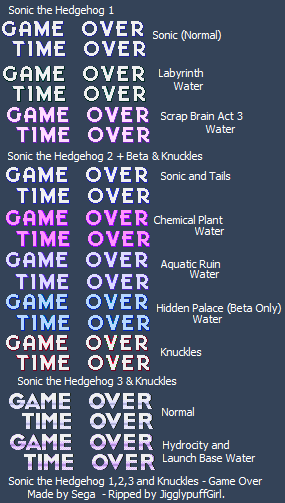 Sonic the Hedgehog 1
GAME OVER
TIME OVER
Sonic (Normal)
GAME OVER
TIME OVER
Labyrinth
Water
GAME OVER
TIME OVER
Scrap Brain Act 3
Water
Sonic the Hedgehog 2 + Beta & Knuckles
GAME OVER
TIME OVER
Sonic and Tails
GAME OVER
TIME OVER
Chemical Plant
Water
GAME OVER
TIME OVER
Aquatic Ruin
Water
GAME OVER
TIME OVER
Hidden Palace (Beta Only)
Water
GAME OVER
TIME OVER
Knuckles
Sonic the Hedgehog 3 & Knuckles
GAME OVER
TIME OVER
Normal
GAME OVER
TIME OVER
Hydrocity and
Launch Base Water
Sonic the Hedgehog 1,2,3 and Knuckles - Game Over
Made by Sega - Ripped by JigglypuffGirl.